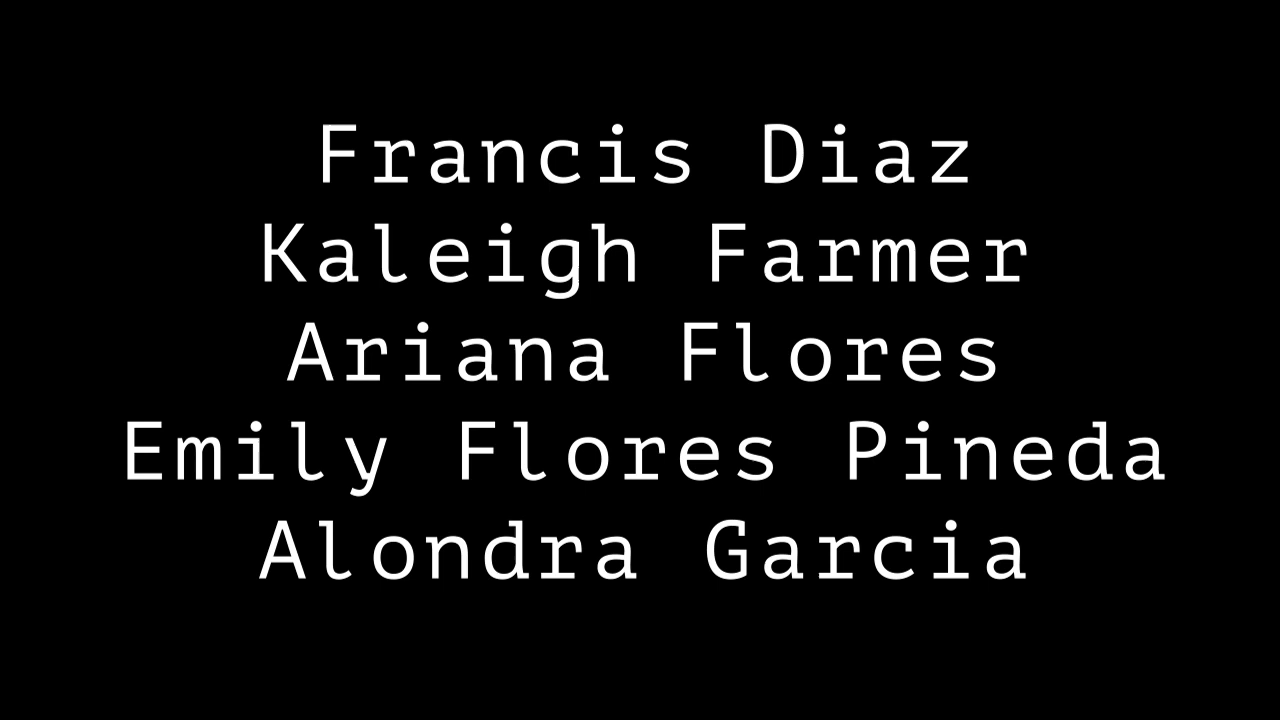 Francis Diaz
Kaleigh Farmer
Ariana Flores
Emily Flores Pineda
Alondra Garcia